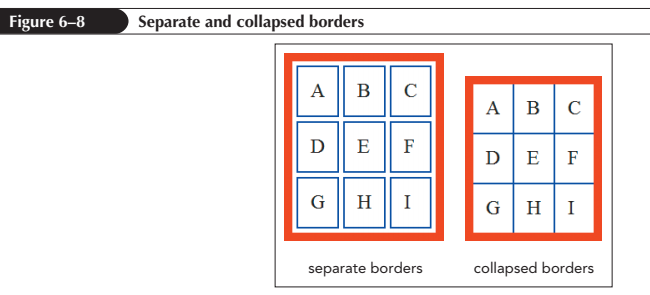 Figure 6–8 Separate and collapsed borders
A B C
D E F
G H I
separate borders
A B C
D E F
G H I
collapsed borders